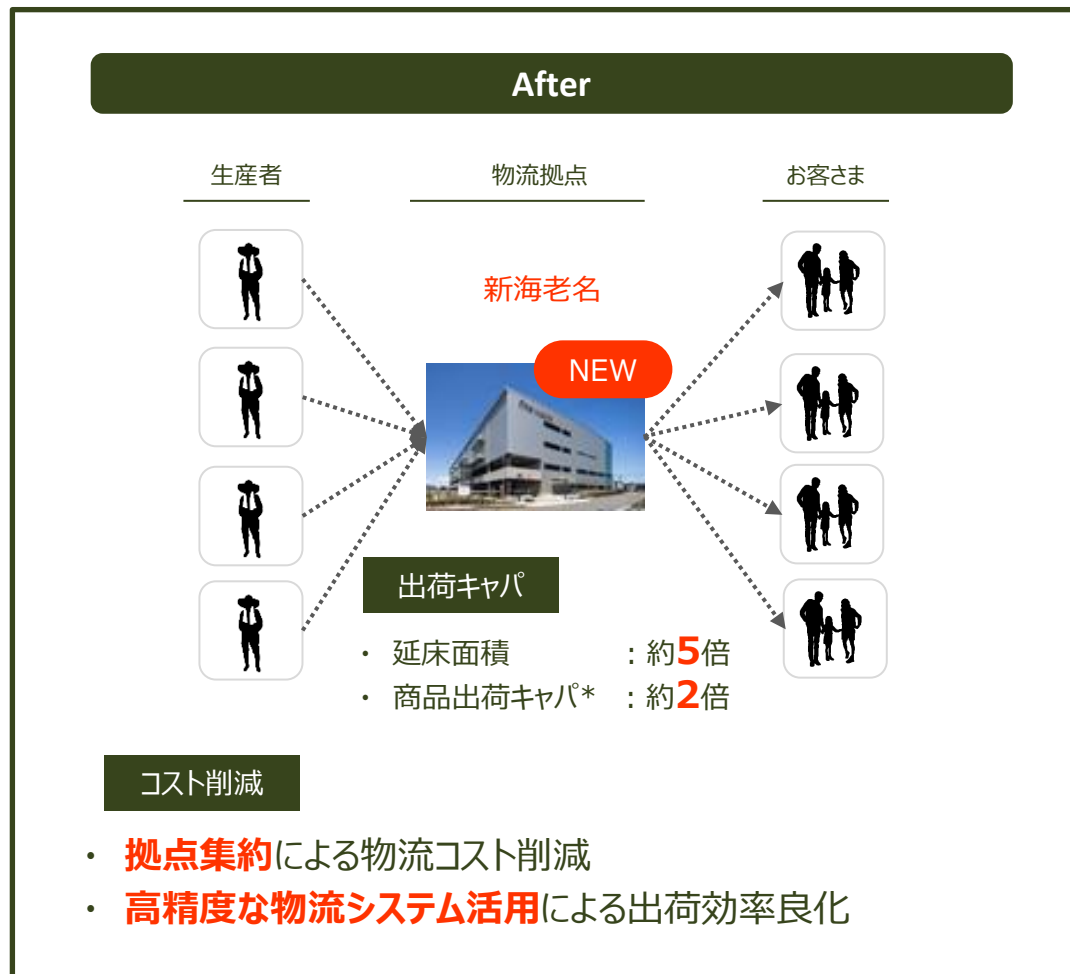 After
生産者
物流拠点
お客さま
新海老名
NEW
出荷キャパ
・ 延床面積 : 約5倍
・ 商品出荷キャパ* : 約2倍
コスト削減
・ 拠点集約による物流コスト削減
・ 高精度な物流システム活用による出荷効率良化